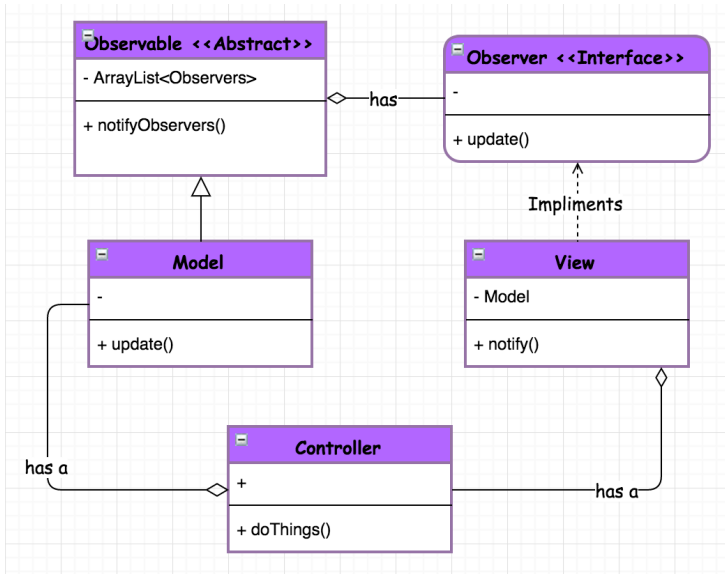 Observable <<Abstract>>
- ArrayList<Observers>
+ notifyObservers()
has
Observer <<Interface>>
-
+ update()
Impliments
Model
-
+ update()
View
- Model
+ notify()
has a
Controller
+
+ doThings()
has a